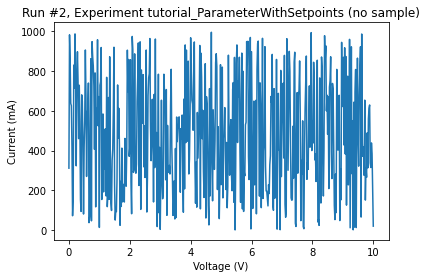 Run #2, Experiment tutorial_ParameterWithSetpoints (no sample)
1000
800
600
400
200
0
Current (mA)
0 2 4 6 8 10
Voltage (V)